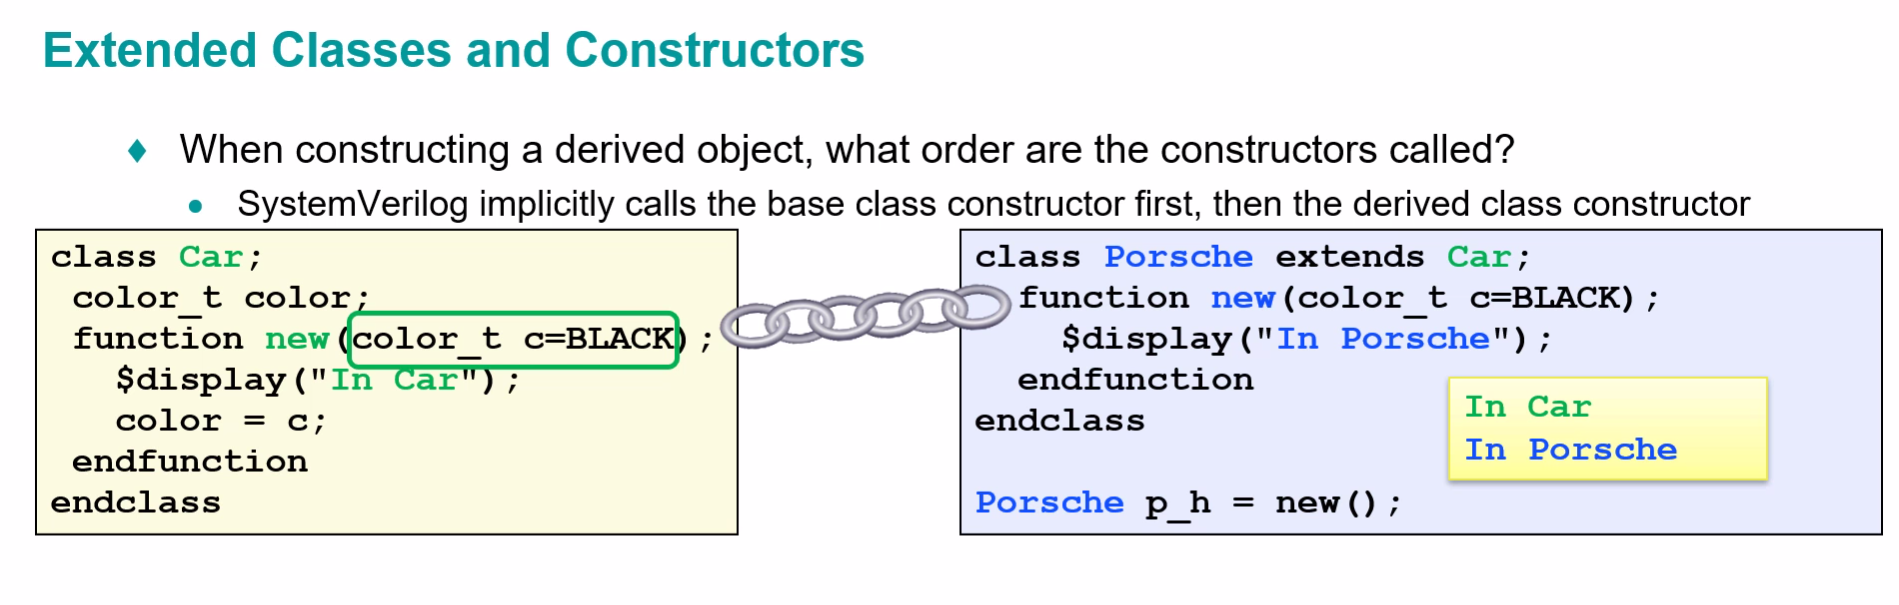 Extended Classes and Constructors
♦ When constructing a derived object, what order are the constructors called?
• SystemVerilog implicitly calls the base class constructor first, then the derived class constructor
class Car;
color_t color;
function new(color_t c=BLACK);
$display("In Car");
color = c;
endfunction
endclass
class Porsche extends Car;
function new(color_t c=BLACK);
$display("In Porsche");
endfunction
endclass
Porsche p_h = new();
In Car
In Porsche